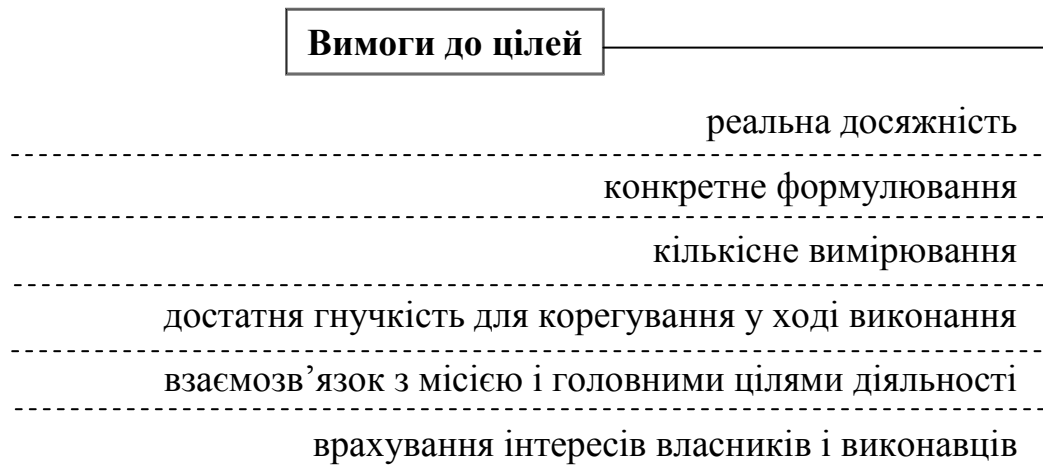 Вимоги до цілей
реальна досяжність
конкретне формулювання
кількісне вимірювання
достатня гнучкість для корегування у ході виконання
взаємозв’язок з місією і головними цілями діяльності
врахування інтересів власників і виконавців